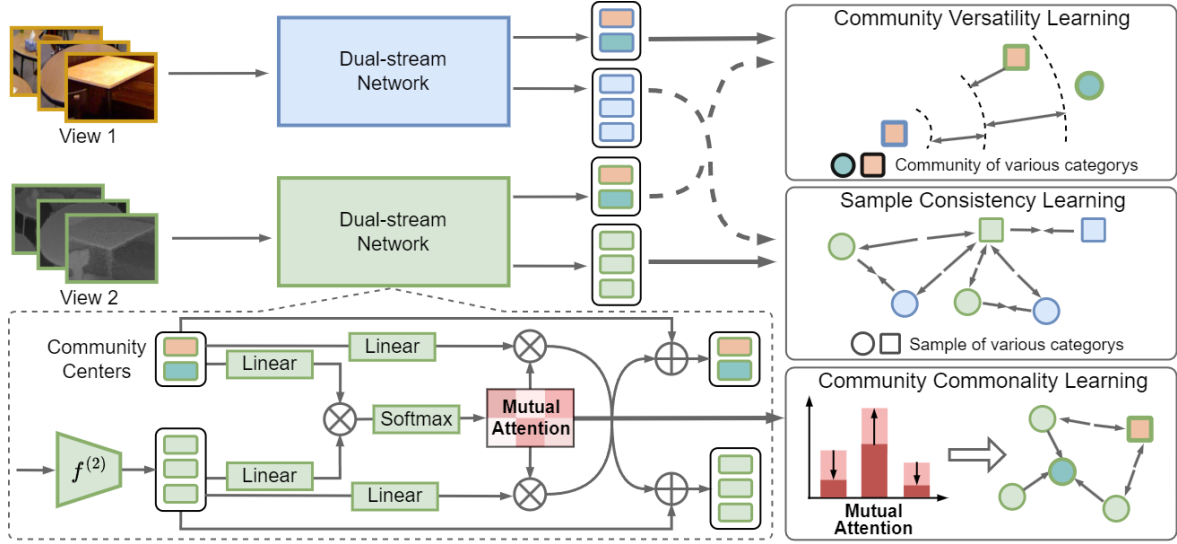 Community Versatility Learning
Dual-stream
Network
View 1
Community of various categorys
Dual-stream
Network
Sample Consistency Learning
View 2
Sample of various categorys
Community
Centers
Linear
Linear
Softmax
Mutual
Attention
f(2)
Linear
Linear
Community Commonality Learning
Mutual
Attention